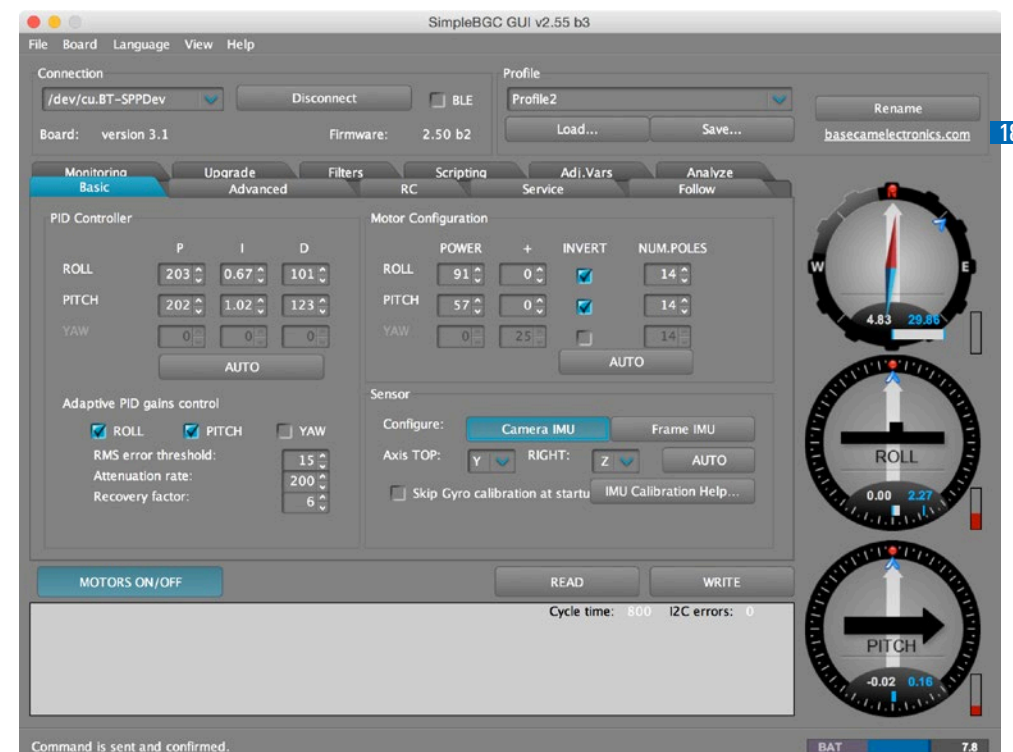 SimpleBGC GUI v2.55 b3
File Board Language View Help
Connection
Profile
/dev/cu.BT-SPPDev Disconnect BLE
Profile2
Rename
Board: version 3.1 Firmware: 2.50 b2
Load... Save...
basecamelectronics.com
18
Monitoring Upgrade Filters Scripting Adj.Vars Analyze
Basic Advanced RC Service Follow
PID Controller
P I D
ROLL 203 0.67 101
PITCH 202 1.02 123
YAW 0 0 0
AUTO
Adaptive PID gains control
ROLL PITCH YAW
RMS error threshold: 15
Attenuation rate: 200
Recovery factor: 6
Motor Configuration
POWER + INVERT NUM.POLES
ROLL 91 0 14
PITCH 57 0 14
YAW 0 25 14
AUTO
Sensor
Configure: Camera IMU Frame IMU
Axis TOP: Y RIGHT: Z AUTO
Skip Gyro calibration at startu IMU Calibration Help...
W E
4.83 29.86
ROLL
0.00 2.27
PITCH
-0.02 0.16
MOTORS ON/OFF READ WRITE
Cycle time: 800 I2C errors: 0
Command is sent and confirmed.
BAT 7.8